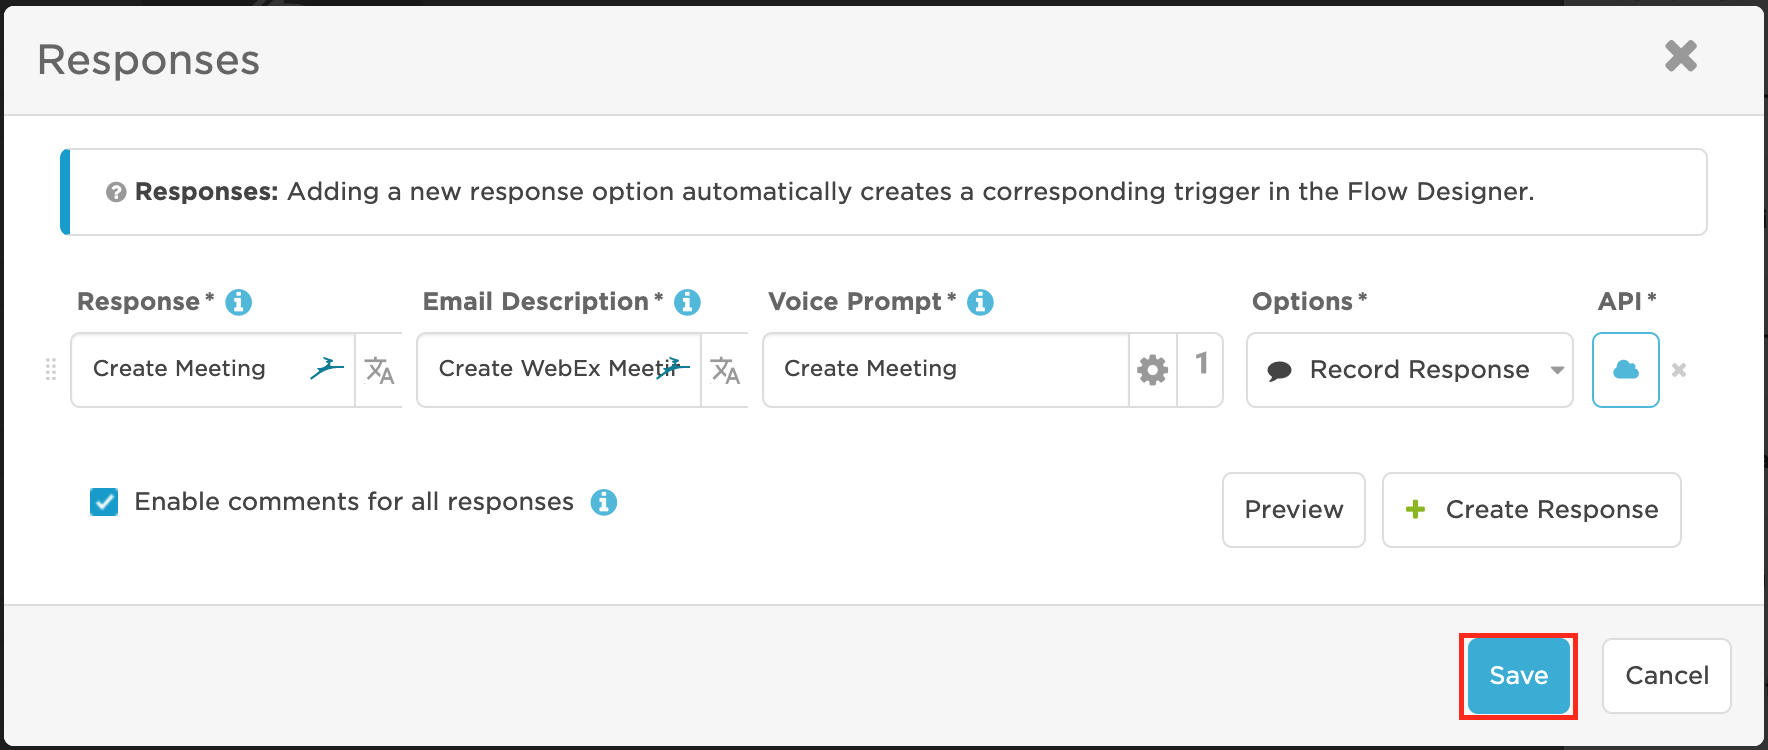 Responses
Responses: Adding a new response option automatically creates a corresponding trigger in the Flow Designer.
Response* Email Description* Voice Prompt* Options* API*
Create Meeting Create WebEx Create Meeting 1 Record Response
Enable comments for all responses Preview + Create Response
Save Cancel